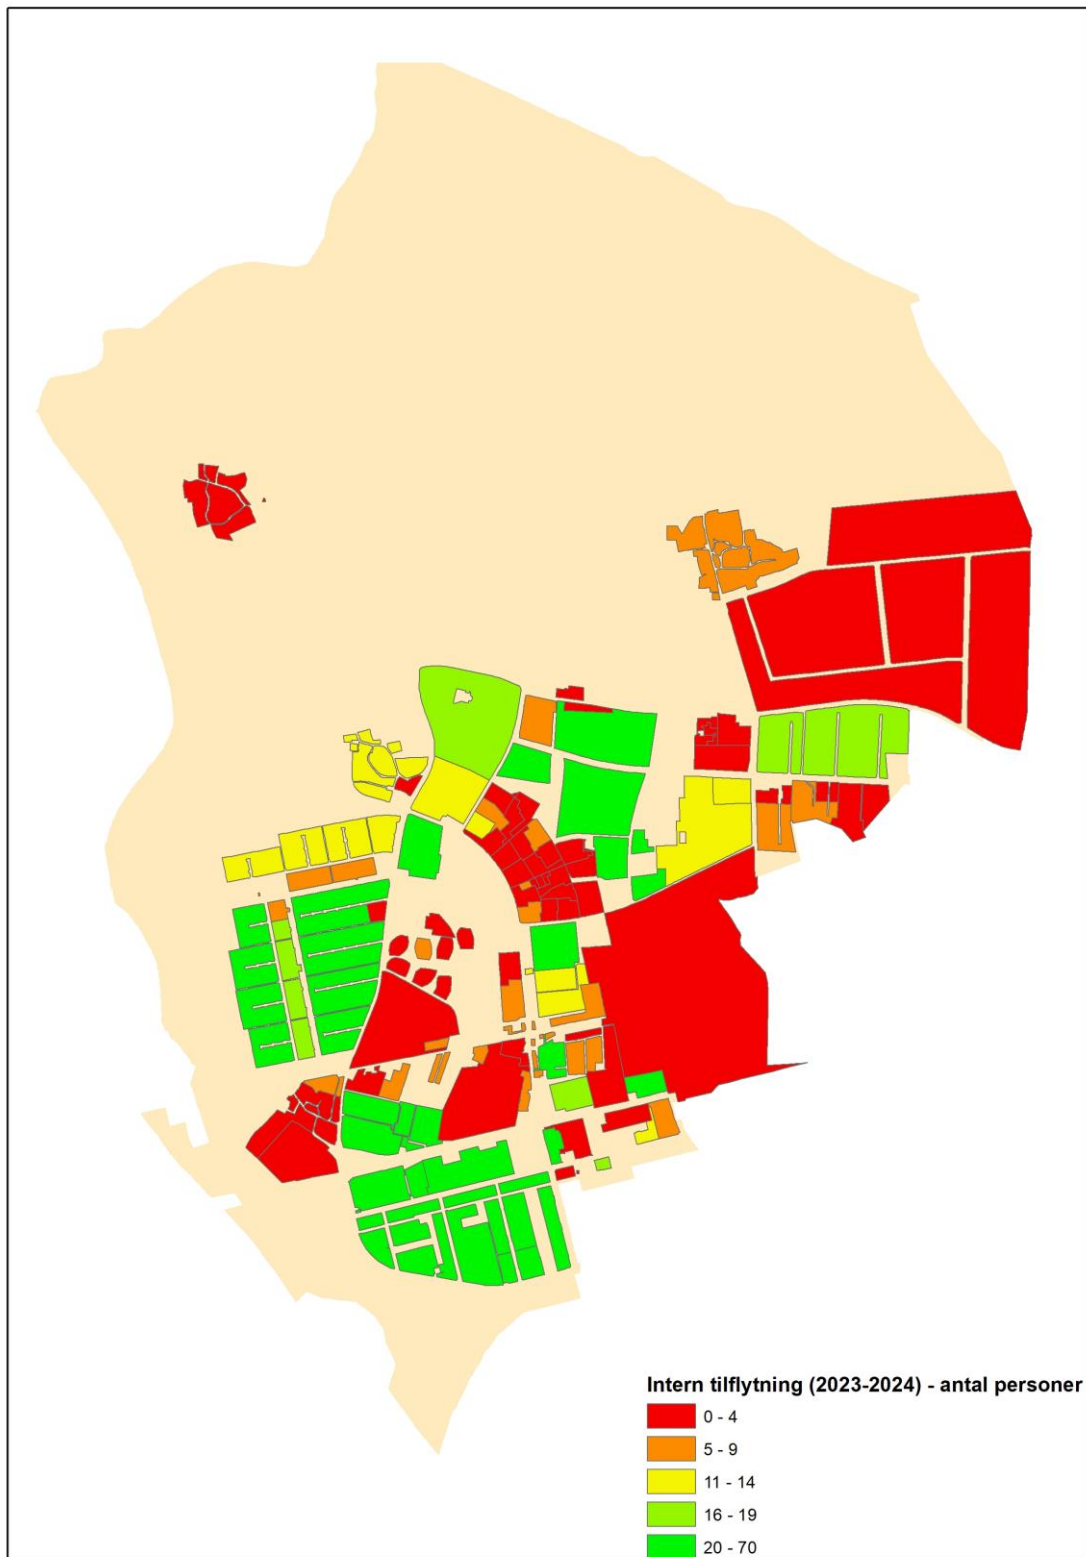 Intern tilflytning (2023-2024) - antal personer
0 - 4
5 - 9
11 - 14
16 - 19
20 - 70